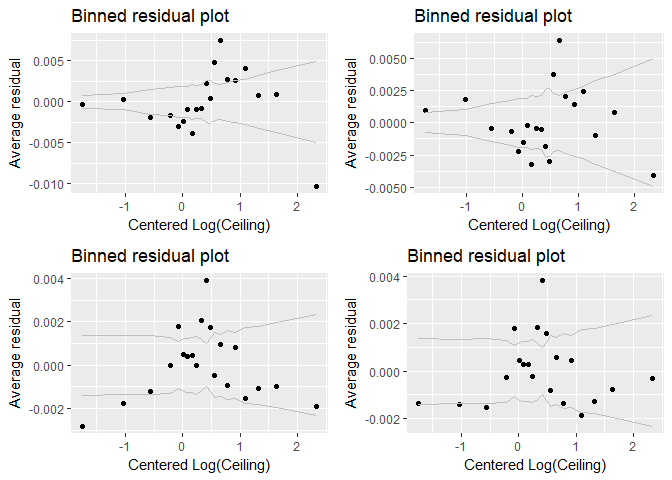 Binned residual plot
Average residual
0.005
0.000
-0.005
-0.010
-1
0
1
2
Centered Log(Ceiling)
Binned residual plot
Average residual
0.0050
0.0025
0.0000
-0.0025
-0.0050
-1
0
1
2
Centered Log(Ceiling)
Binned residual plot
Average residual
0.004
0.002
0.000
-0.002
-1
0
1
2
Centered Log(Ceiling)
Binned residual plot
Average residual
0.004
0.002
0.000
-0.002
-1
0
1
2
Centered Log(Ceiling)